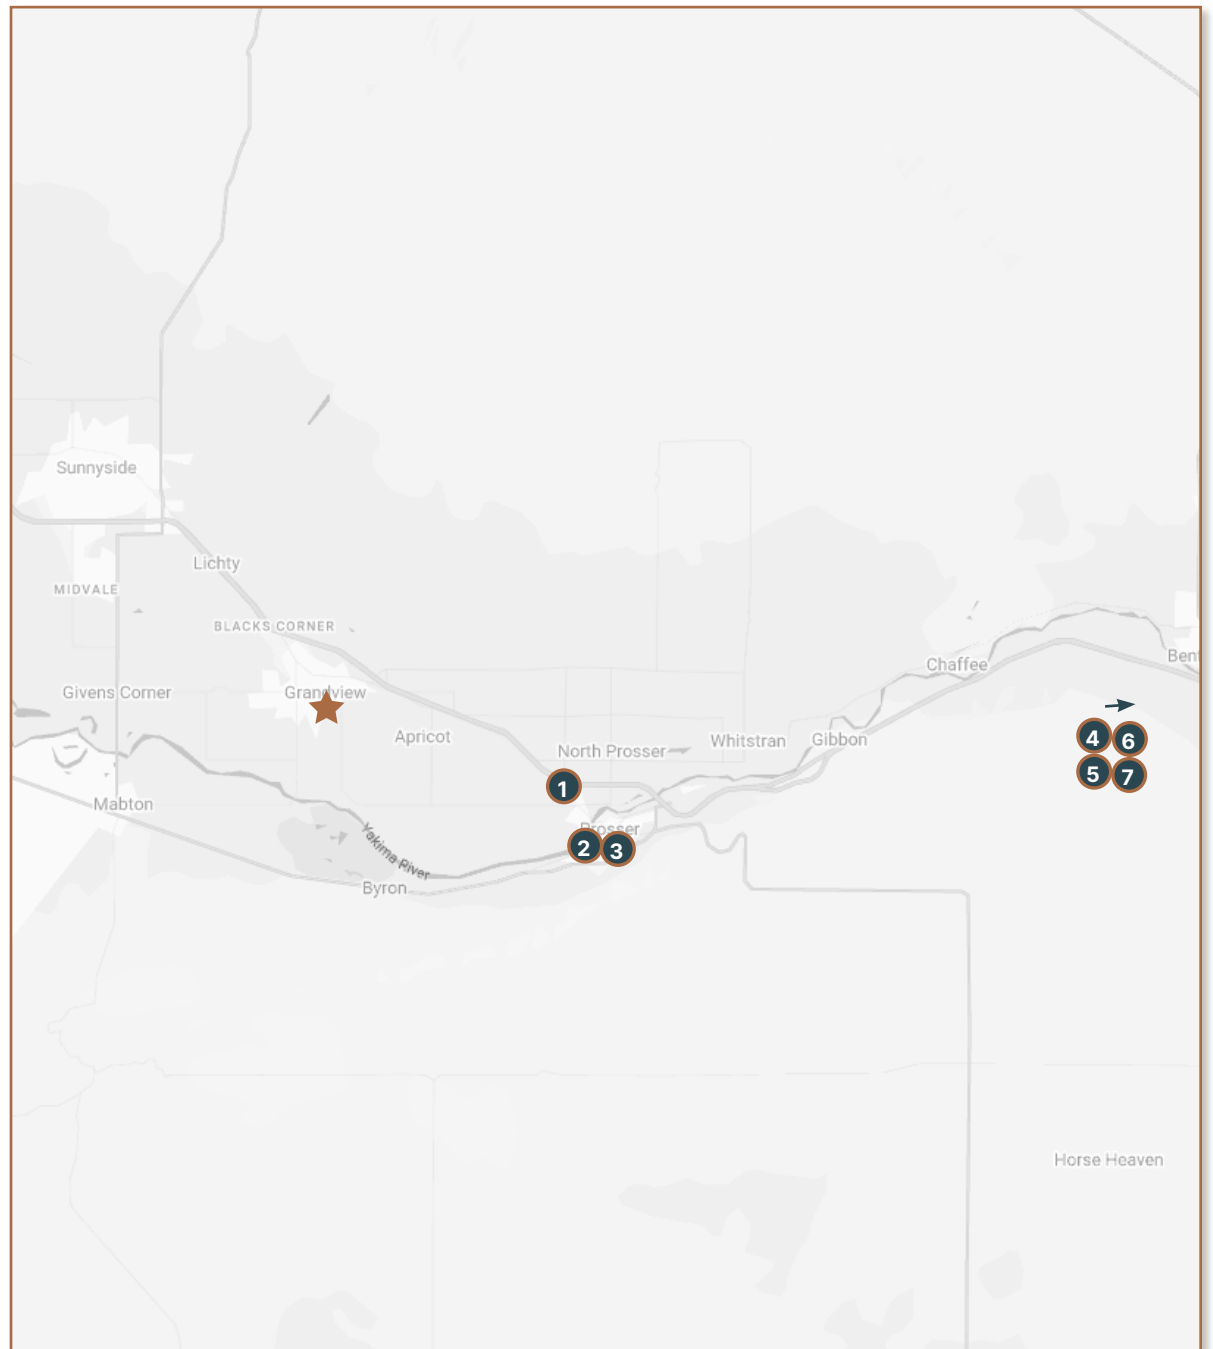 Sunnyside
Lichty
MIDVALE
BLACKS CORNER
Chaffee
Bent
Givens Corner
Grandview
Apricot
North Prosser
Whitstran
Gibbon
4
6
5
7
1
Mabton
Prosser
Yakima River
2
3
Byron
Horse Heaven